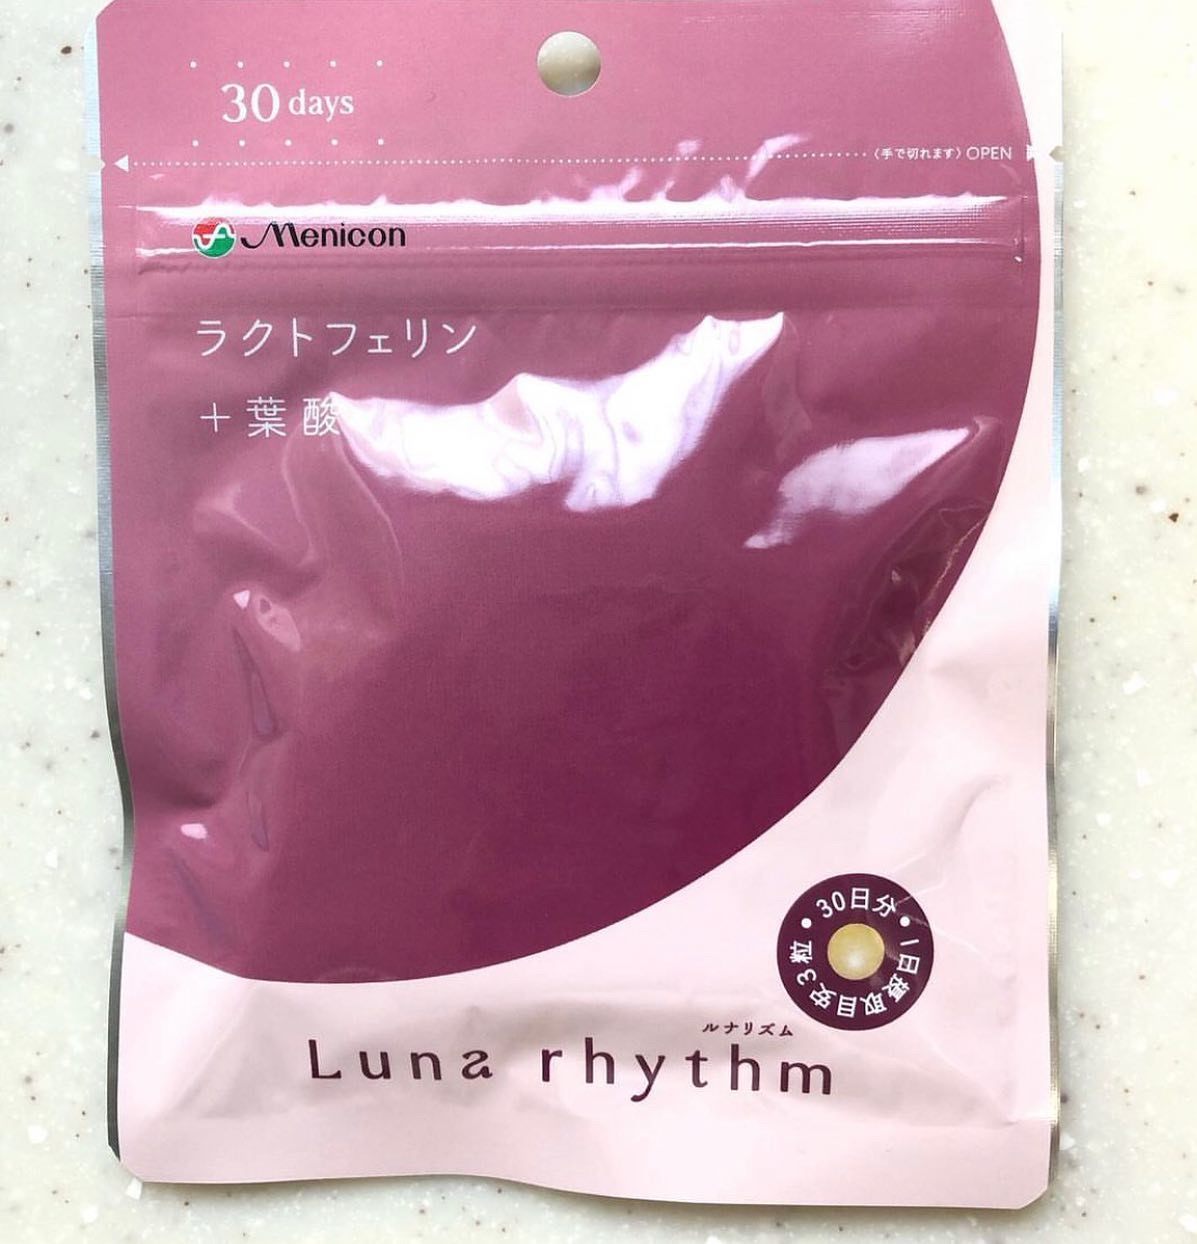 30 days
〈手で切れます〉OPEN
Menicon
ラクトフェリン
＋葉酸
30日分・1日摂取目安3粒・
ルナリズム
Luna rhythm